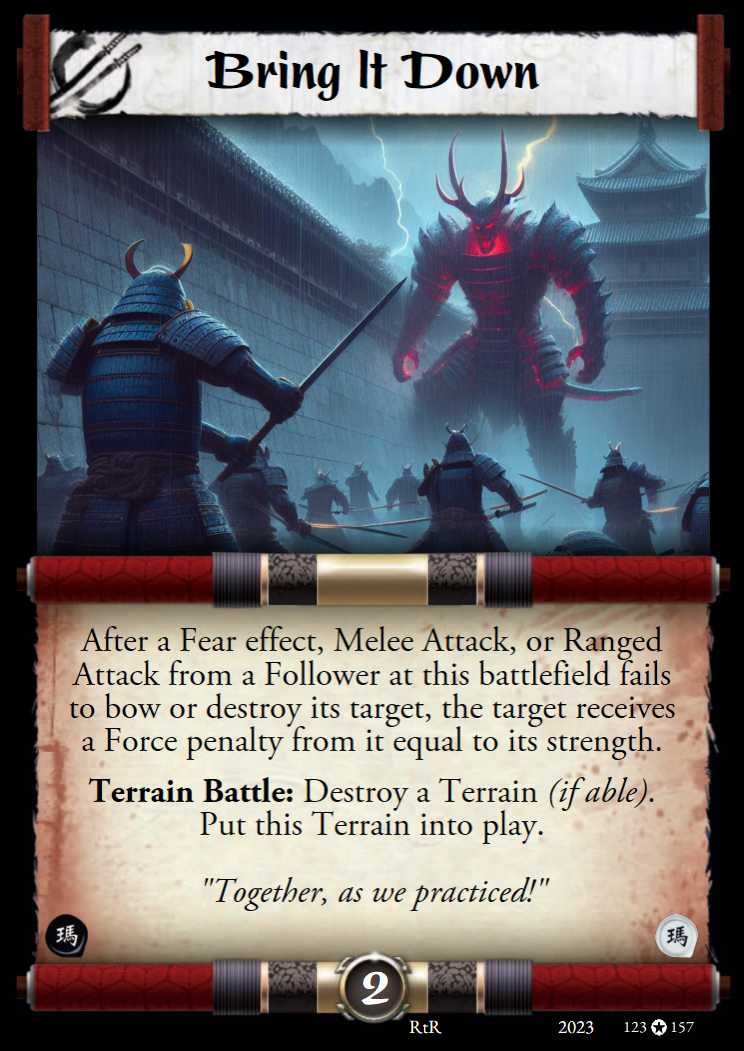 Bring It Down
After a Fear effect, Melee Attack, or Ranged
Attack from a Follower at this battlefield fails
to bow or destroy its target, the target receives
a Force penalty from it equal to its strength.
Terrain Battle: Destroy a Terrain (if able).
Put this Terrain into play.
"Together, as we practiced!"
瑪 瑪
2
RtR 2023 123 ✪ 157